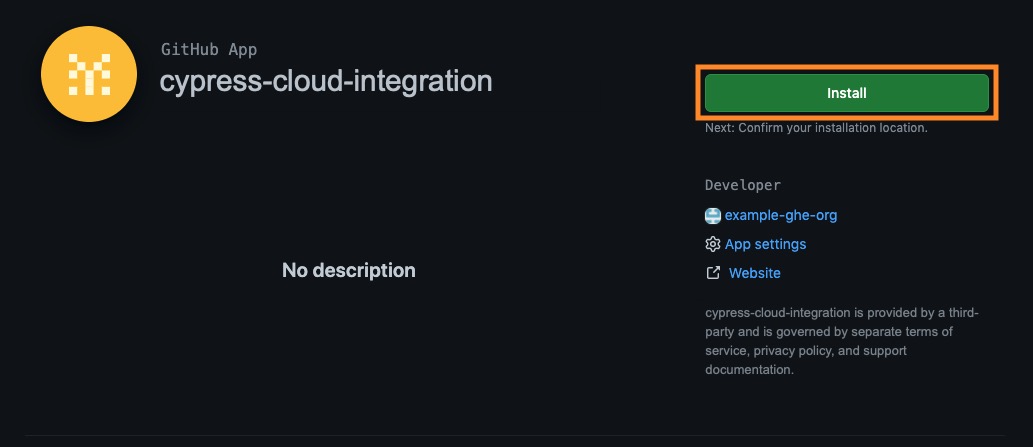 GitHub App
cypress-cloud-integration
Install
Next: Confirm your installation location.
Developer
example-ghe-org
App settings
Website
No description
cypress-cloud-integration is provided by a third-
party and is governed by separate terms of
service, privacy policy, and support
documentation.